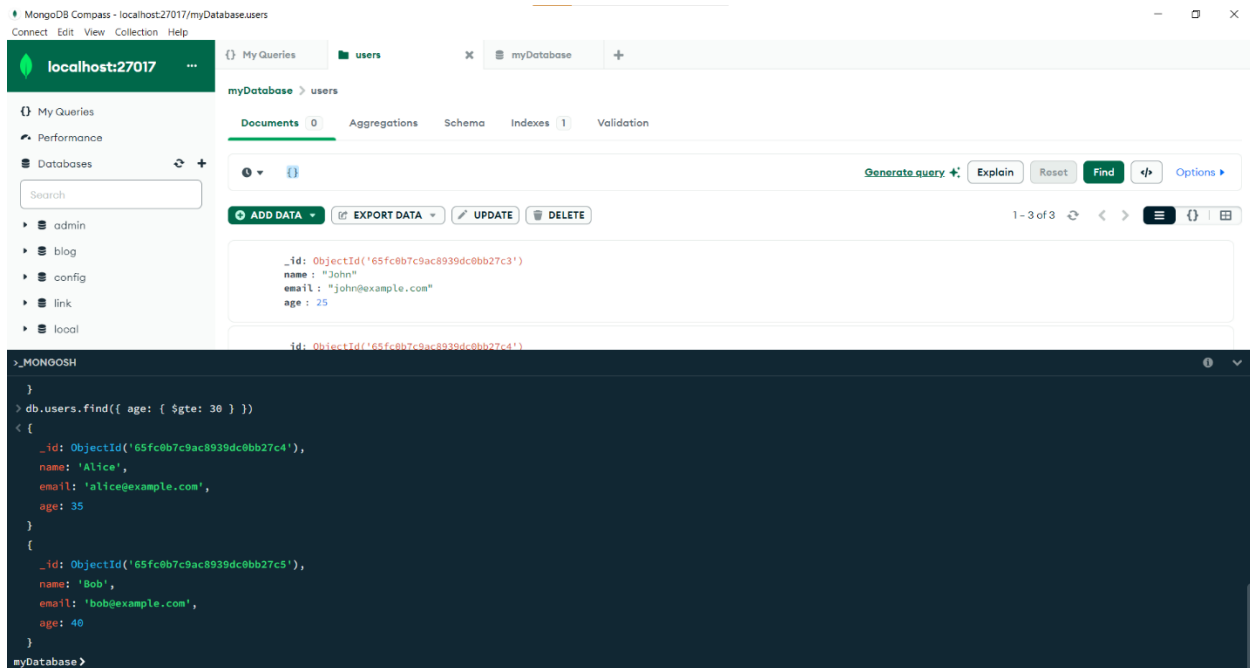 MongoDB Compass - localhost:27017/myDatabase.users
Connect Edit View Collection Help
localhost:27017 ...
{} My Queries users myDatabase +
myDatabase > users
{} My Queries
Documents 0 Aggregations Schema Indexes 1 Validation
Performance
Databases
{}
Generate query Explain Reset Find </> Options
Search
ADD DATA EXPORT DATA UPDATE DELETE 1 – 3 of 3 {}
admin
blog
config
link
local
_id: ObjectId('65fc0b7c9ac8939dc0bb27c3')
name : "John"
email : "john@example.com"
age : 25
_id: ObjectId('65fc0b7c9ac8939dc0bb27c4')
>_MONGOSH
}
> db.users.find({ age: { $gte: 30 } })
< {
_id: ObjectId('65fc0b7c9ac8939dc0bb27c4'),
name: 'Alice',
email: 'alice@example.com',
age: 35
}
{
_id: ObjectId('65fc0b7c9ac8939dc0bb27c5'),
name: 'Bob',
email: 'bob@example.com',
age: 40
}
myDatabase>